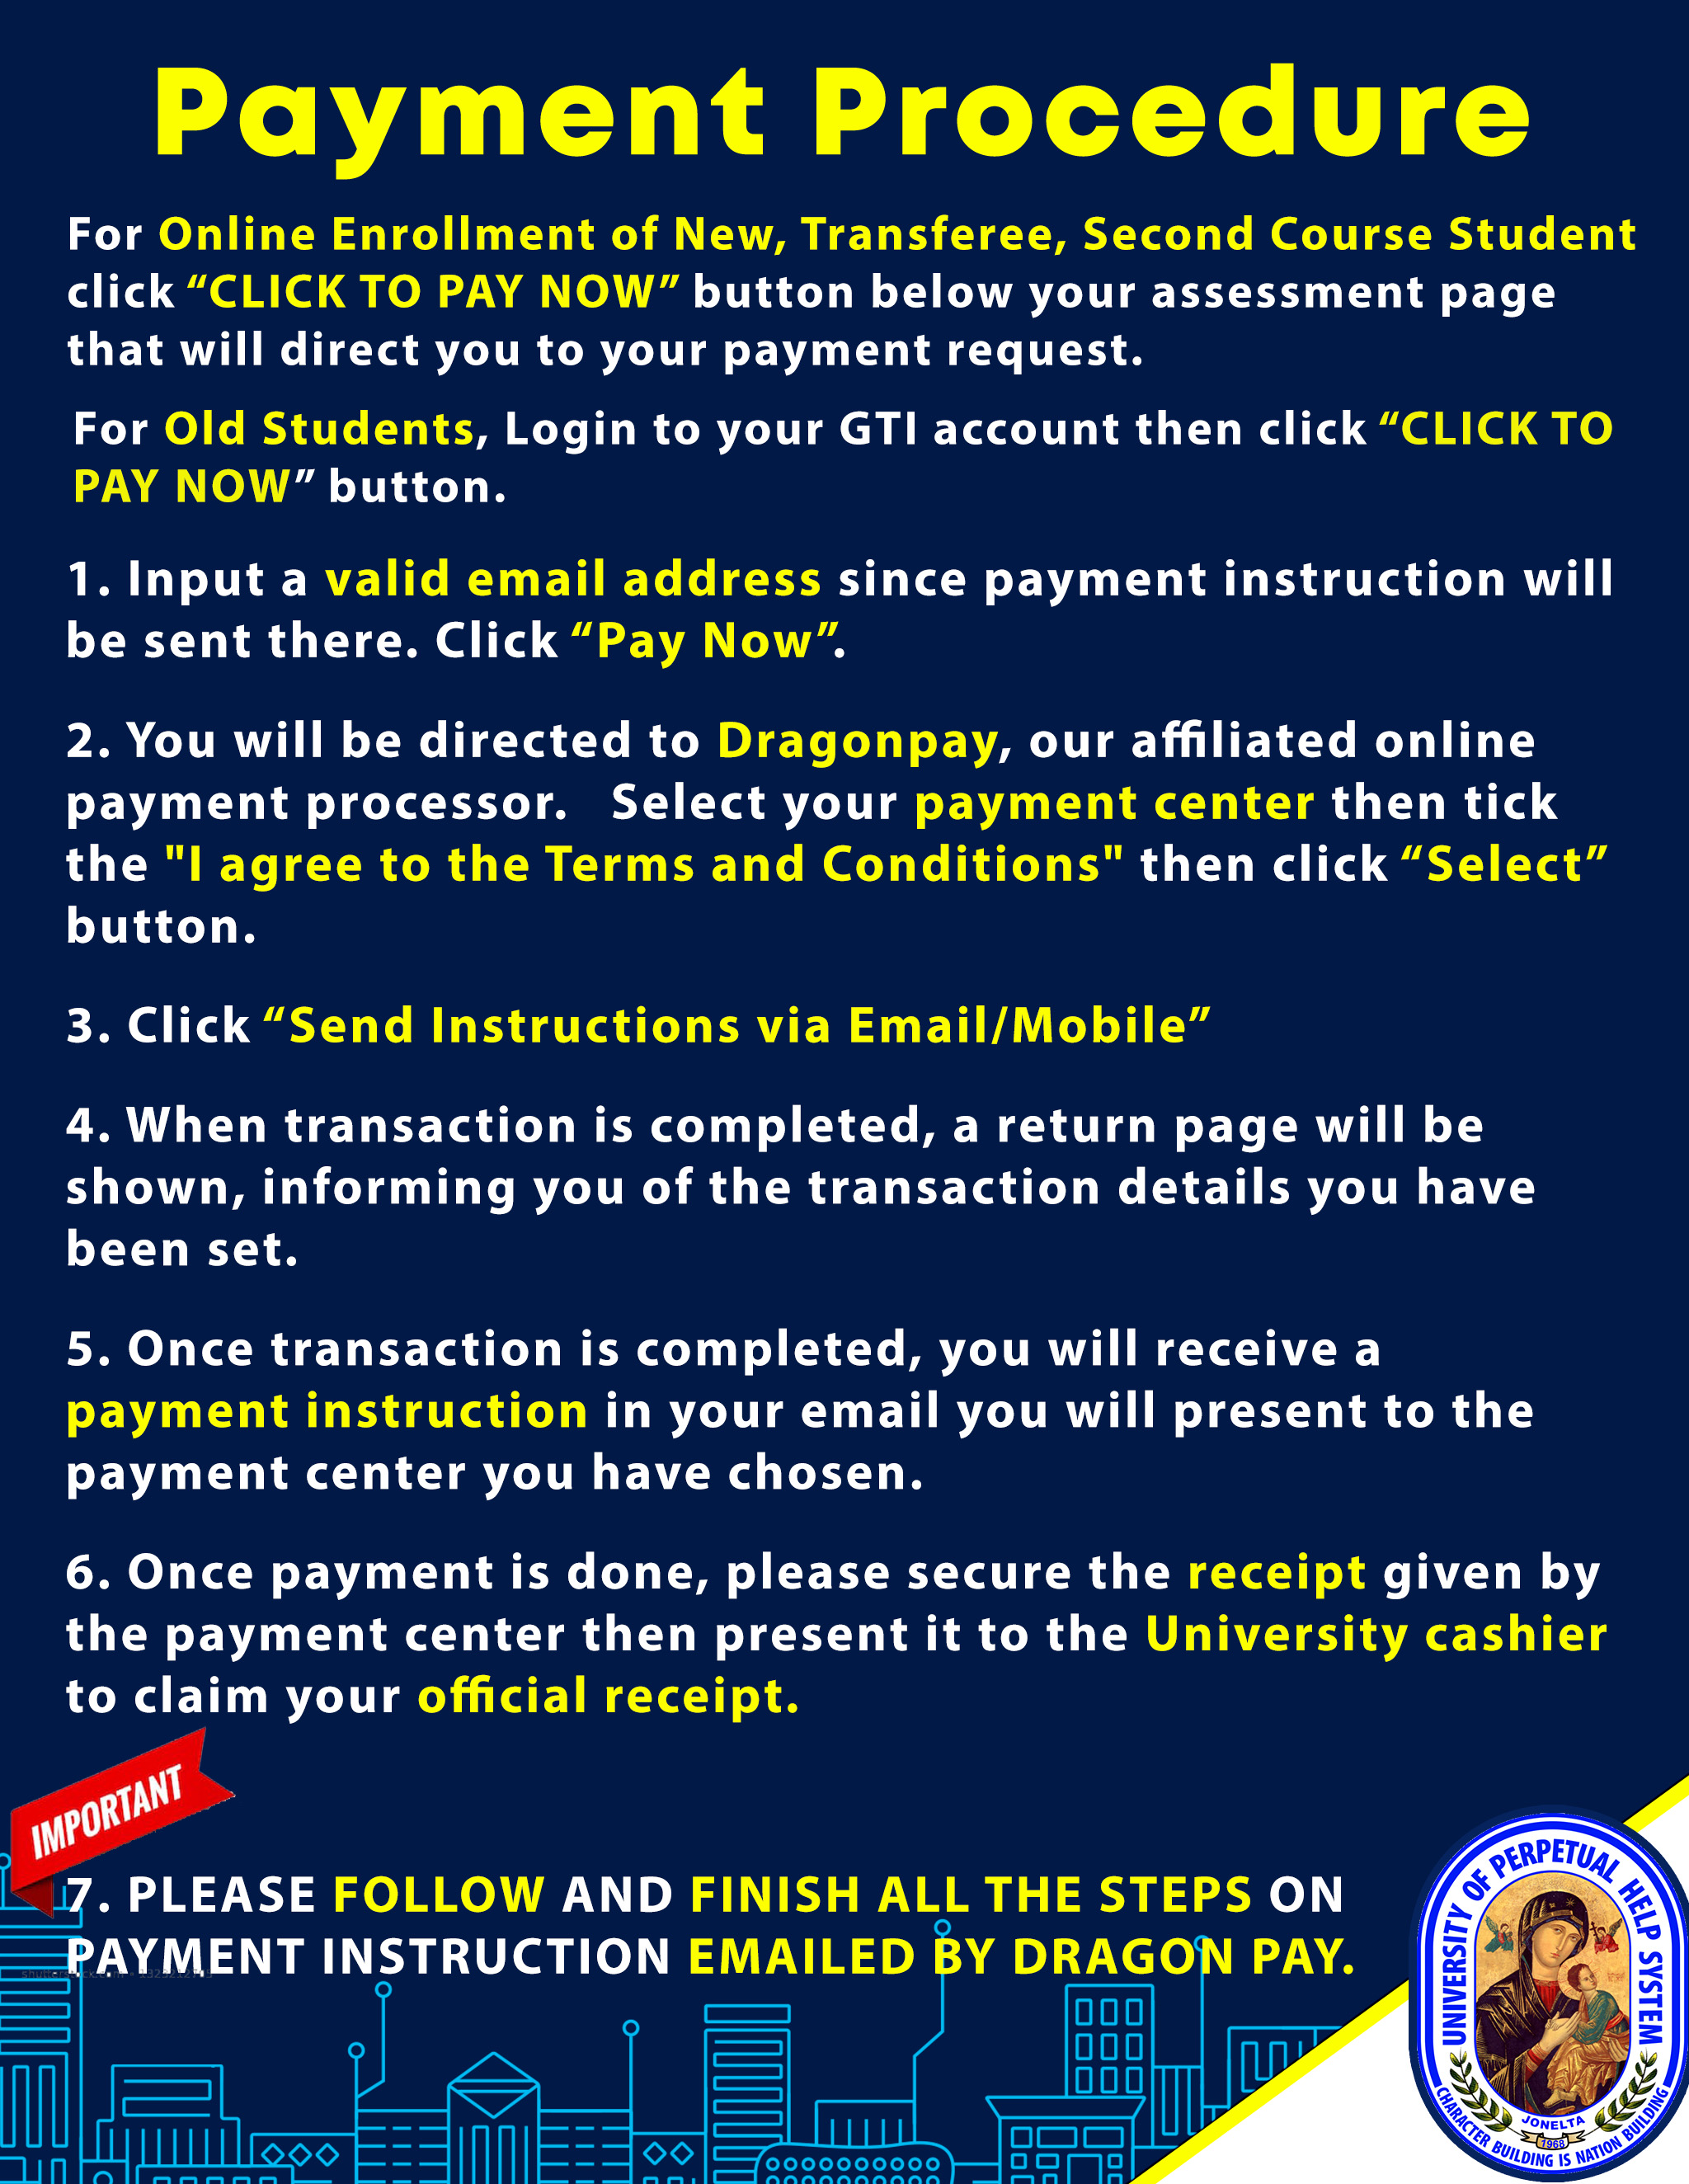 Payment Procedure
For Online Enrollment of New, Transferee, Second Course Student
click “CLICK TO PAY NOW” button below your assessment page
that will direct you to your payment request.
For Old Students, Login to your GTI account then click “CLICK TO
PAY NOW” button.
1. Input a valid email address since payment instruction will
be sent there. Click “Pay Now”.
2. You will be directed to Dragonpay, our affiliated online
payment processor.   Select your payment center then tick
the "I agree to the Terms and Conditions" then click “Select”
button.
3. Click “Send Instructions via Email/Mobile”
4. When transaction is completed, a return page will be
shown, informing you of the transaction details you have
been set.
5. Once transaction is completed, you will receive a
payment instruction in your email you will present to the
payment center you have chosen.
6. Once payment is done, please secure the receipt given by
the payment center then present it to the University cashier
to claim your official receipt.
IMPORTANT
7. PLEASE FOLLOW AND FINISH ALL THE STEPS ON
PAYMENT INSTRUCTION EMAILED BY DRAGON PAY.
UNIVERSITY OF PERPETUAL HELP SYSTEM
JONELTA
1968
CHARACTER BUILDING IS NATION BUILDING